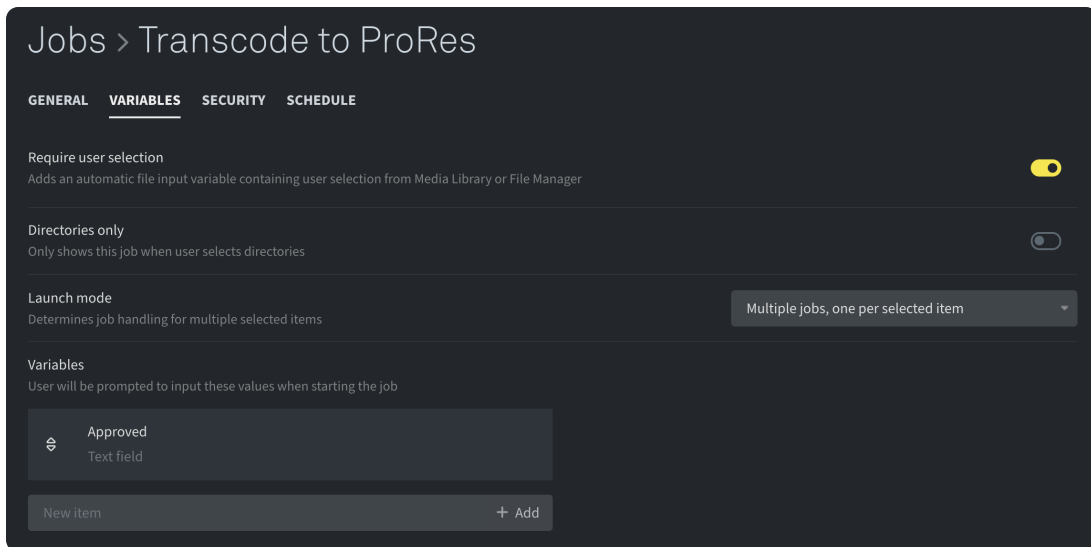 Jobs > Transcode to ProRes
GENERAL VARIABLES SECURITY SCHEDULE
Require user selection
Adds an automatic file input variable containing user selection from Media Library or File Manager
Directories only
Only shows this job when user selects directories
Launch mode
Determines job handling for multiple selected items
Multiple jobs, one per selected item
Variables
User will be prompted to input these values when starting the job
Approved
Text field
New item + Add